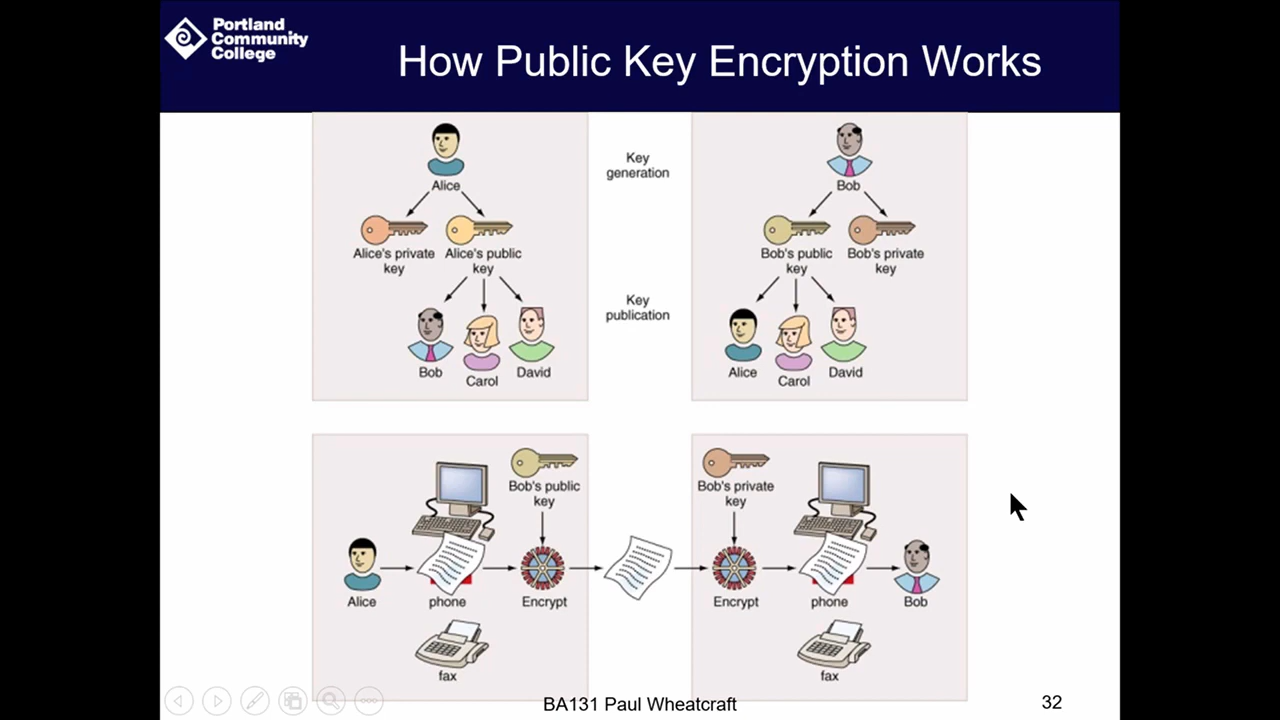 Portland
Community
College
How Public Key Encryption Works
Alice
Key
generation
Bob
Alice's private
key
Alice's public
key
Bob's public
key
Bob's private
key
Key
publication
Bob
Carol
David
Alice
Carol
David
Bob's public
key
Bob's private
key
Alice
phone
Encrypt
Encrypt
phone
Bob
fax
fax
BA131 Paul Wheatcraft
32